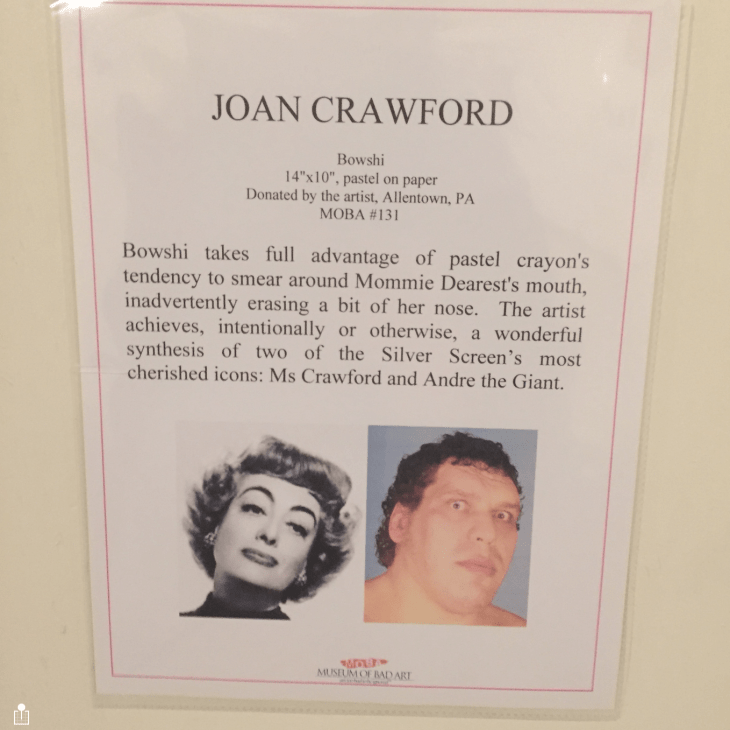 JOAN CRAWFORD
Bowshi
14"x10", pastel on paper
Donated by the artist, Allentown, PA
MOBA #131
Bowshi takes full advantage of pastel crayon's
tendency to smear around Mommie Dearest's mouth,
inadvertently erasing a bit of her nose. The artist
achieves, intentionally or otherwise, a wonderful
synthesis of two of the Silver Screen's most
cherished icons: Ms Crawford and Andre the Giant.
MOBA
MUSEUM OF BAD ART